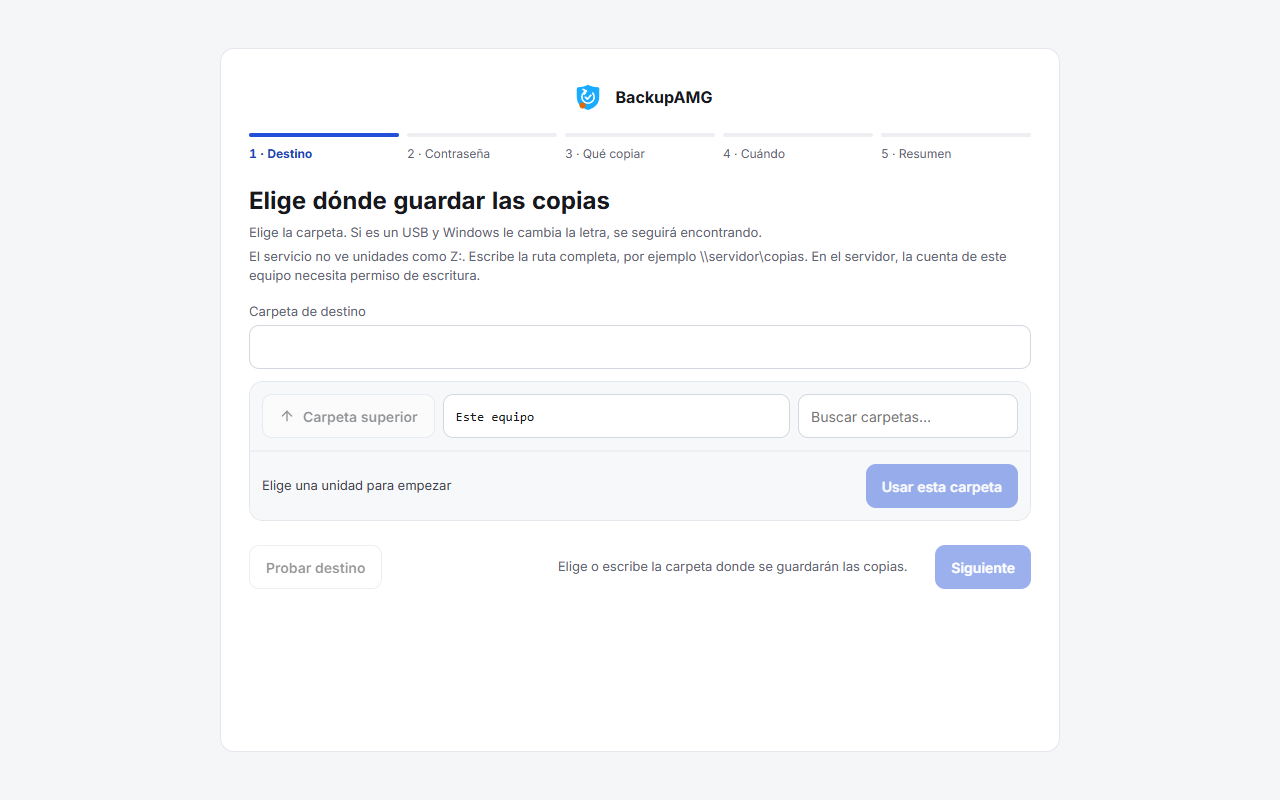 BackupAMG
1 · Destino
2 · Contraseña
3 · Qué copiar
4 · Cuándo
5 · Resumen
Elige dónde guardar las copias
Elige la carpeta. Si es un USB y Windows le cambia la letra, se seguirá encontrando.
El servicio no ve unidades como Z:. Escribe la ruta completa, por ejemplo \\servidor\copias. En el servidor, la cuenta de este
equipo necesita permiso de escritura.
Carpeta de destino
Carpeta superior
Este equipo
Buscar carpetas...
Elige una unidad para empezar
Usar esta carpeta
Probar destino
Elige o escribe la carpeta donde se guardarán las copias.
Siguiente